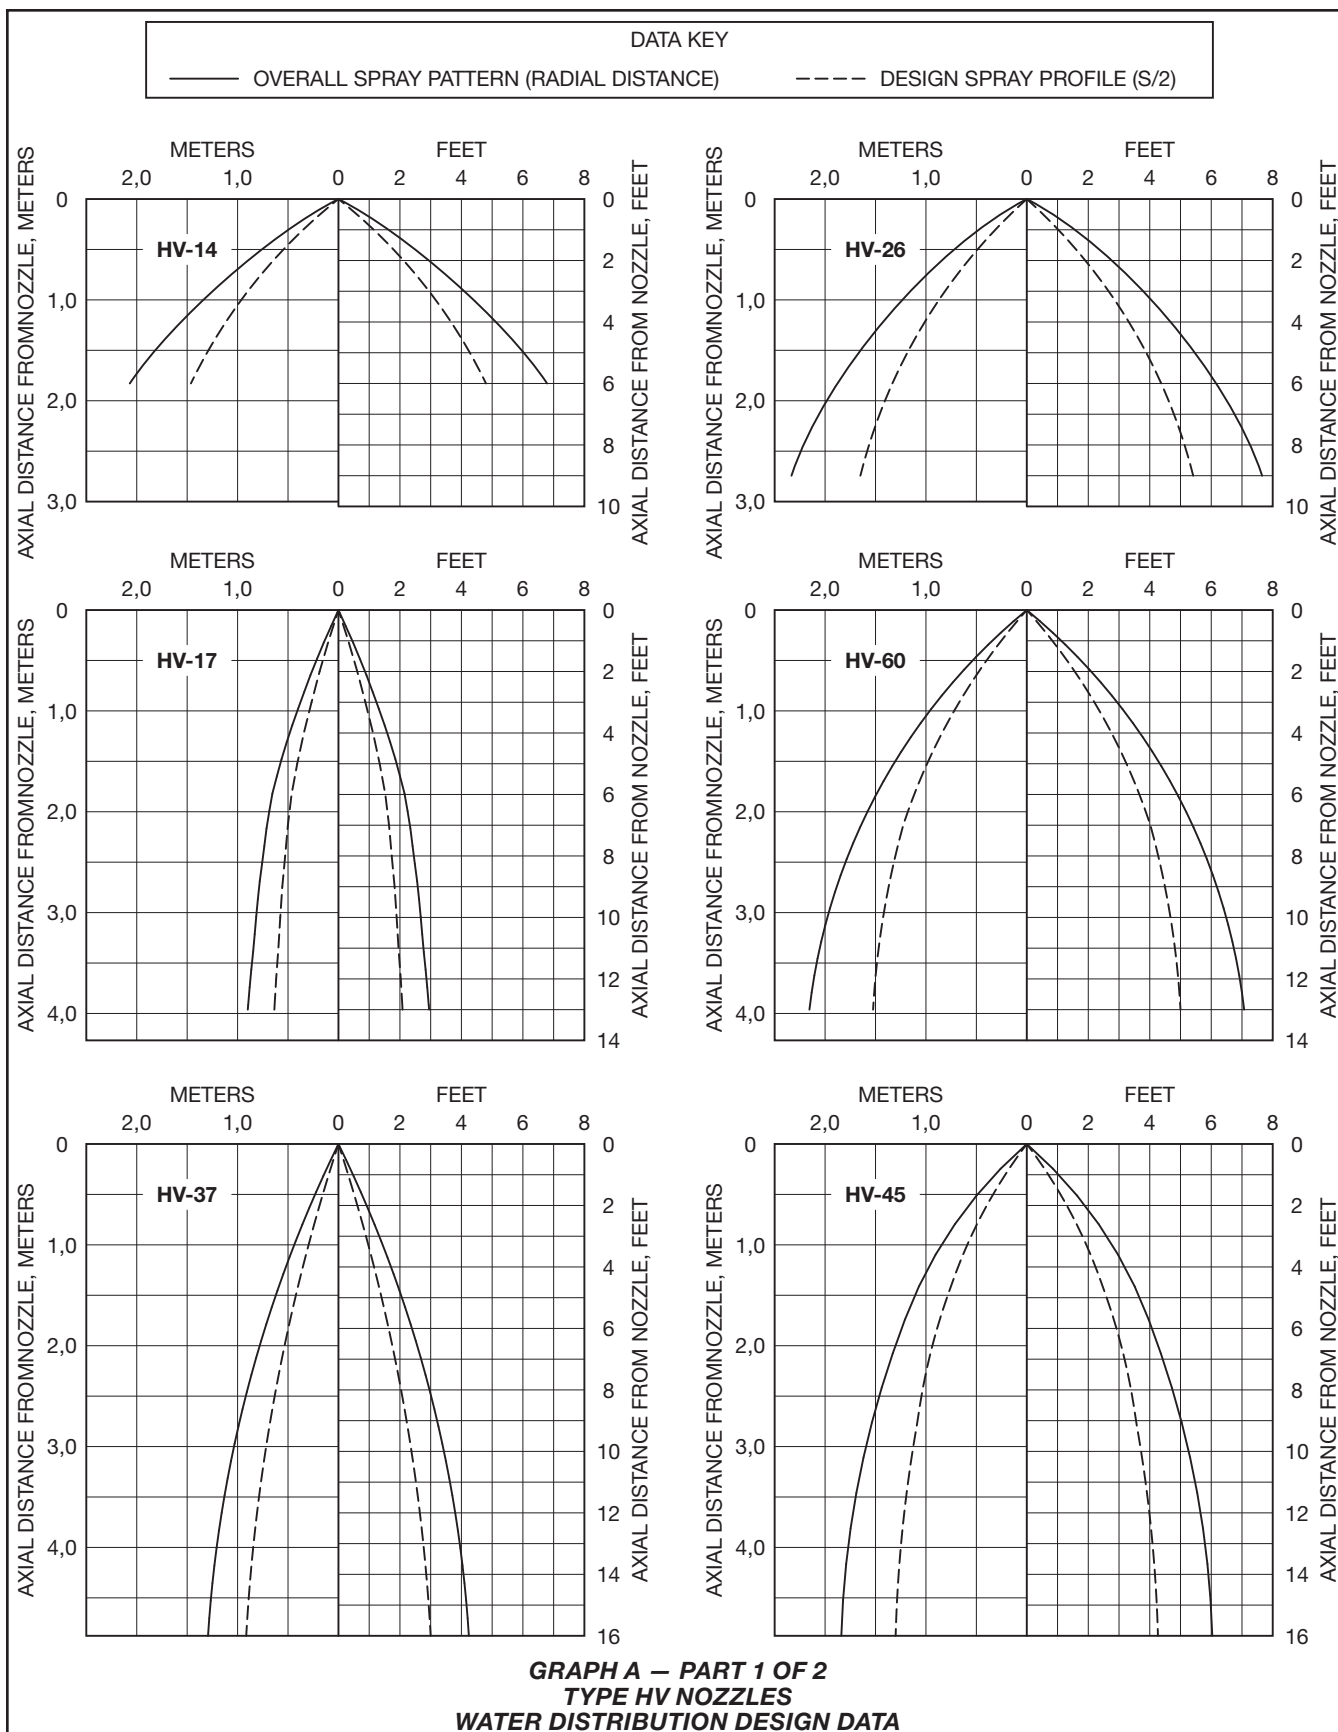 DATA KEY
OVERALL SPRAY PATTERN (RADIAL DISTANCE) DESIGN SPRAY PROFILE (S/2)
METERS FEET
2,0 1,0 0 2 4 6 8
AXIAL DISTANCE FROMNOZZLE, METERS
0
1,0
2,0
3,0
HV-14
0
2
4
6
8
10
AXIAL DISTANCE FROM NOZZLE, FEET
METERS FEET
2,0 1,0 0 2 4 6 8
AXIAL DISTANCE FROMNOZZLE, METERS
0
1,0
2,0
3,0
HV-26
0
2
4
6
8
10
AXIAL DISTANCE FROM NOZZLE, FEET
METERS FEET
2,0 1,0 0 2 4 6 8
AXIAL DISTANCE FROMNOZZLE, METERS
0
1,0
2,0
3,0
4,0
HV-17
0
2
4
6
8
10
12
14
AXIAL DISTANCE FROM NOZZLE, FEET
METERS FEET
2,0 1,0 0 2 4 6 8
AXIAL DISTANCE FROMNOZZLE, METERS
0
1,0
2,0
3,0
4,0
HV-60
0
2
4
6
8
10
12
14
AXIAL DISTANCE FROM NOZZLE, FEET
METERS FEET
2,0 1,0 0 2 4 6 8
AXIAL DISTANCE FROMNOZZLE, METERS
0
1,0
2,0
3,0
4,0
HV-37
0
2
4
6
8
10
12
14
16
AXIAL DISTANCE FROM NOZZLE, FEET
METERS FEET
2,0 1,0 0 2 4 6 8
AXIAL DISTANCE FROMNOZZLE, METERS
0
1,0
2,0
3,0
4,0
HV-45
0
2
4
6
8
10
12
14
16
AXIAL DISTANCE FROM NOZZLE, FEET
GRAPH A — PART 1 OF 2
TYPE HV NOZZLES
WATER DISTRIBUTION DESIGN DATA